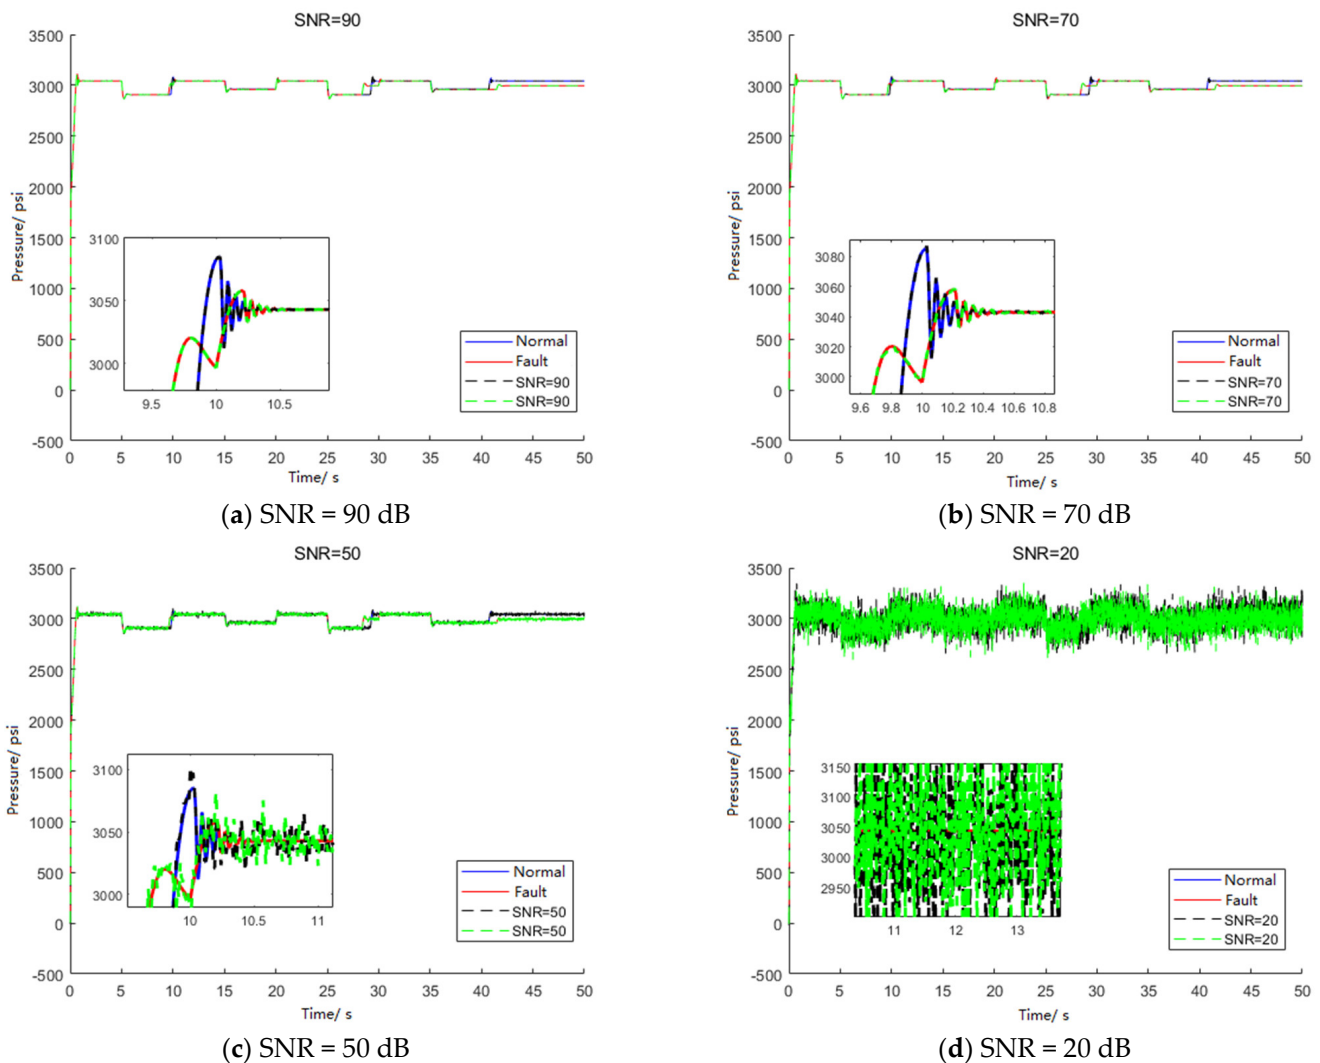 SNR=90
3500
3000
2500
2000
1500
1000
500
0
-500
Pressure/ psi
3100
3050
3000
9.5 10 10.5
Normal
Fault
SNR=90
SNR=90
0 5 10 15 20 25 30 35 40 45 50
Time/ s
(a) SNR = 90 dB
SNR=70
3500
3000
2500
2000
1500
1000
500
0
-500
Pressure/ psi
3080
3060
3040
3020
3000
9.6 9.8 10 10.2 10.4 10.6 10.8
Normal
Fault
SNR=70
SNR=70
0 5 10 15 20 25 30 35 40 45 50
Time/ s
(b) SNR = 70 dB
SNR=50
3500
3000
2500
2000
1500
1000
500
0
-500
Pressure/ psi
3100
3050
3000
10 10.5 11
Normal
Fault
SNR=50
SNR=50
0 5 10 15 20 25 30 35 40 45 50
Time/ s
(c) SNR = 50 dB
SNR=20
3500
3000
2500
2000
1500
1000
500
0
-500
Pressure/ psi
3150
3100
3050
3000
2950
11 12 13
Normal
Fault
SNR=20
SNR=20
0 5 10 15 20 25 30 35 40 45 50
Time/ s
(d) SNR = 20 dB